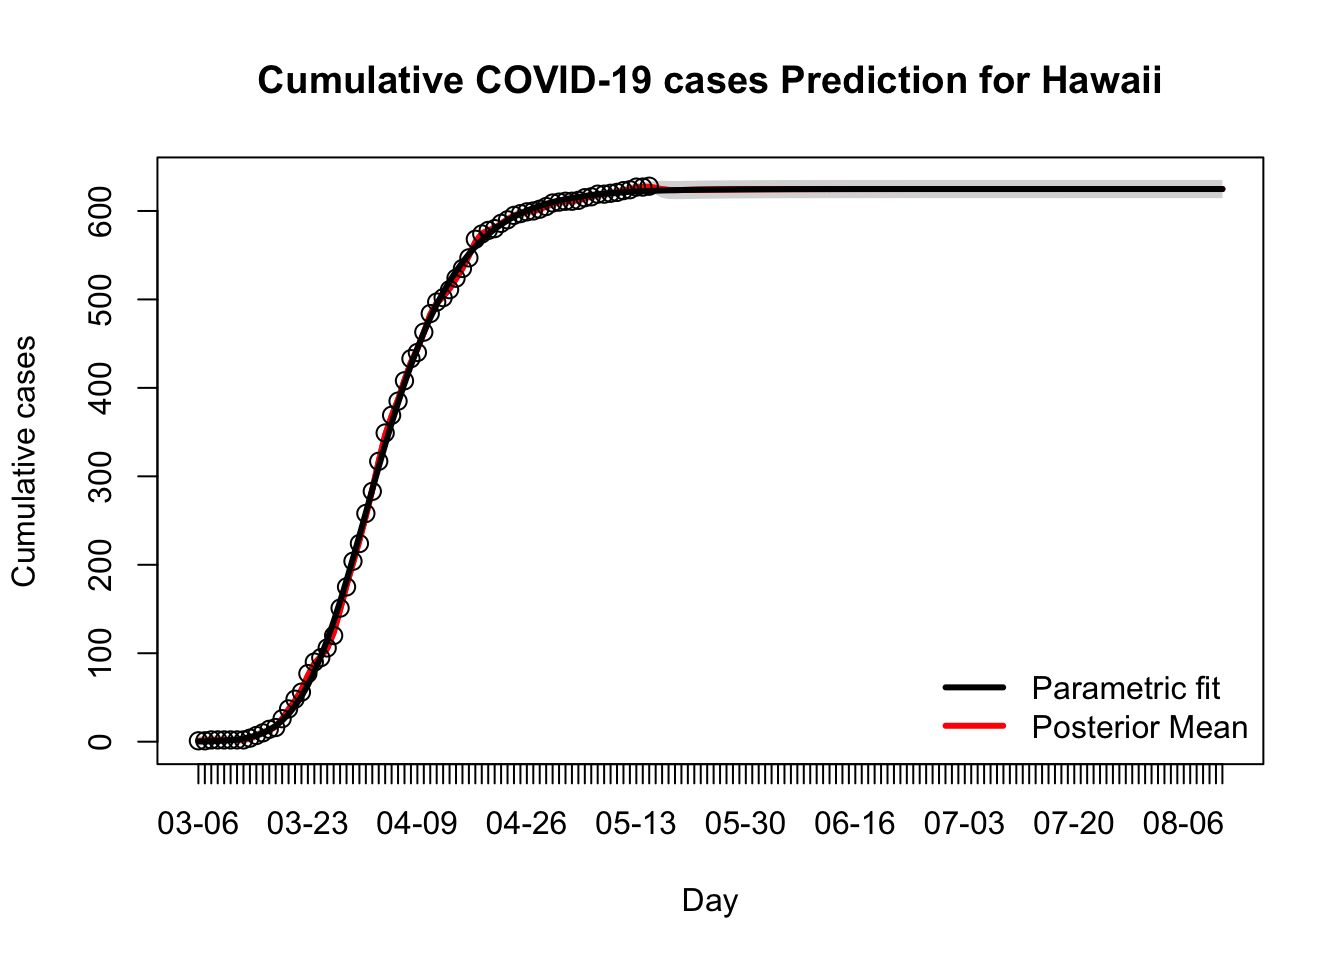 Cumulative COVID-19 cases Prediction for Hawaii
Cumulative cases
600
500
400
300
200
100
0
Parametric fit
Posterior Mean
03-06 03-23 04-09 04-26 05-13 05-30 06-16 07-03 07-20 08-06
Day